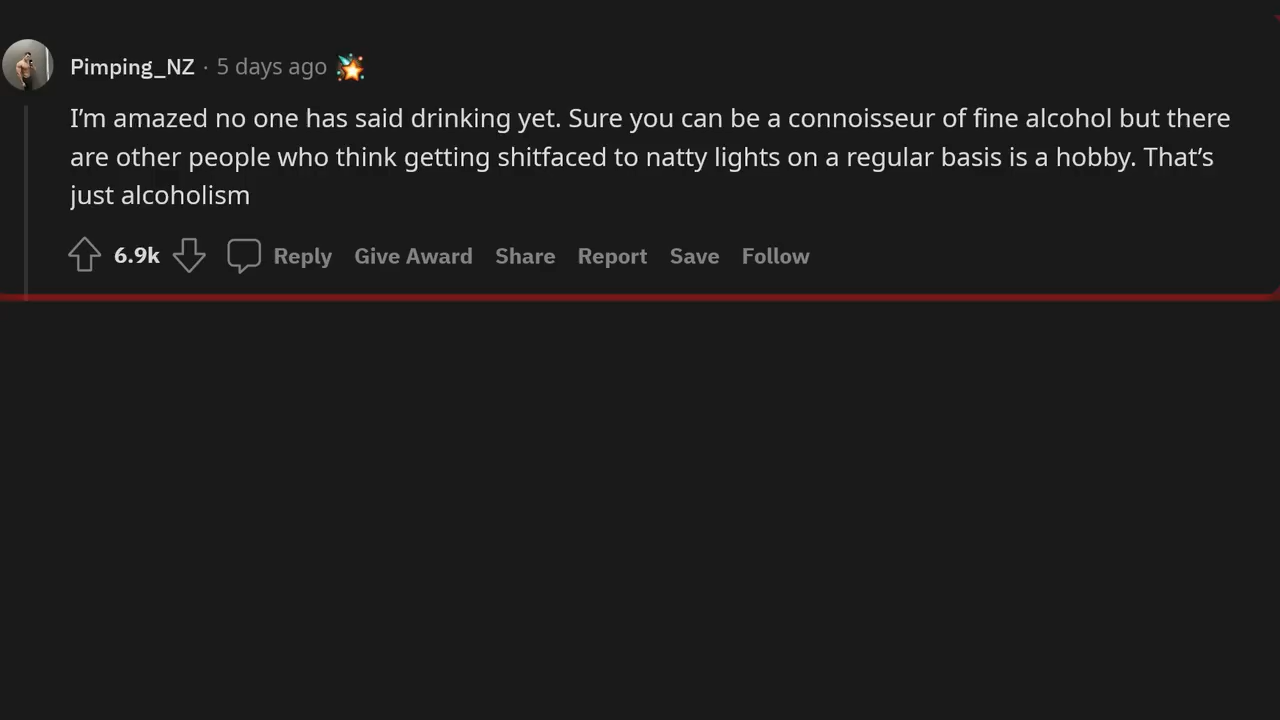 Pimping_NZ · 5 days ago
I’m amazed no one has said drinking yet. Sure you can be a connoisseur of fine alcohol but there
are other people who think getting shitfaced to natty lights on a regular basis is a hobby. That’s
just alcoholism
6.9k Reply Give Award Share Report Save Follow